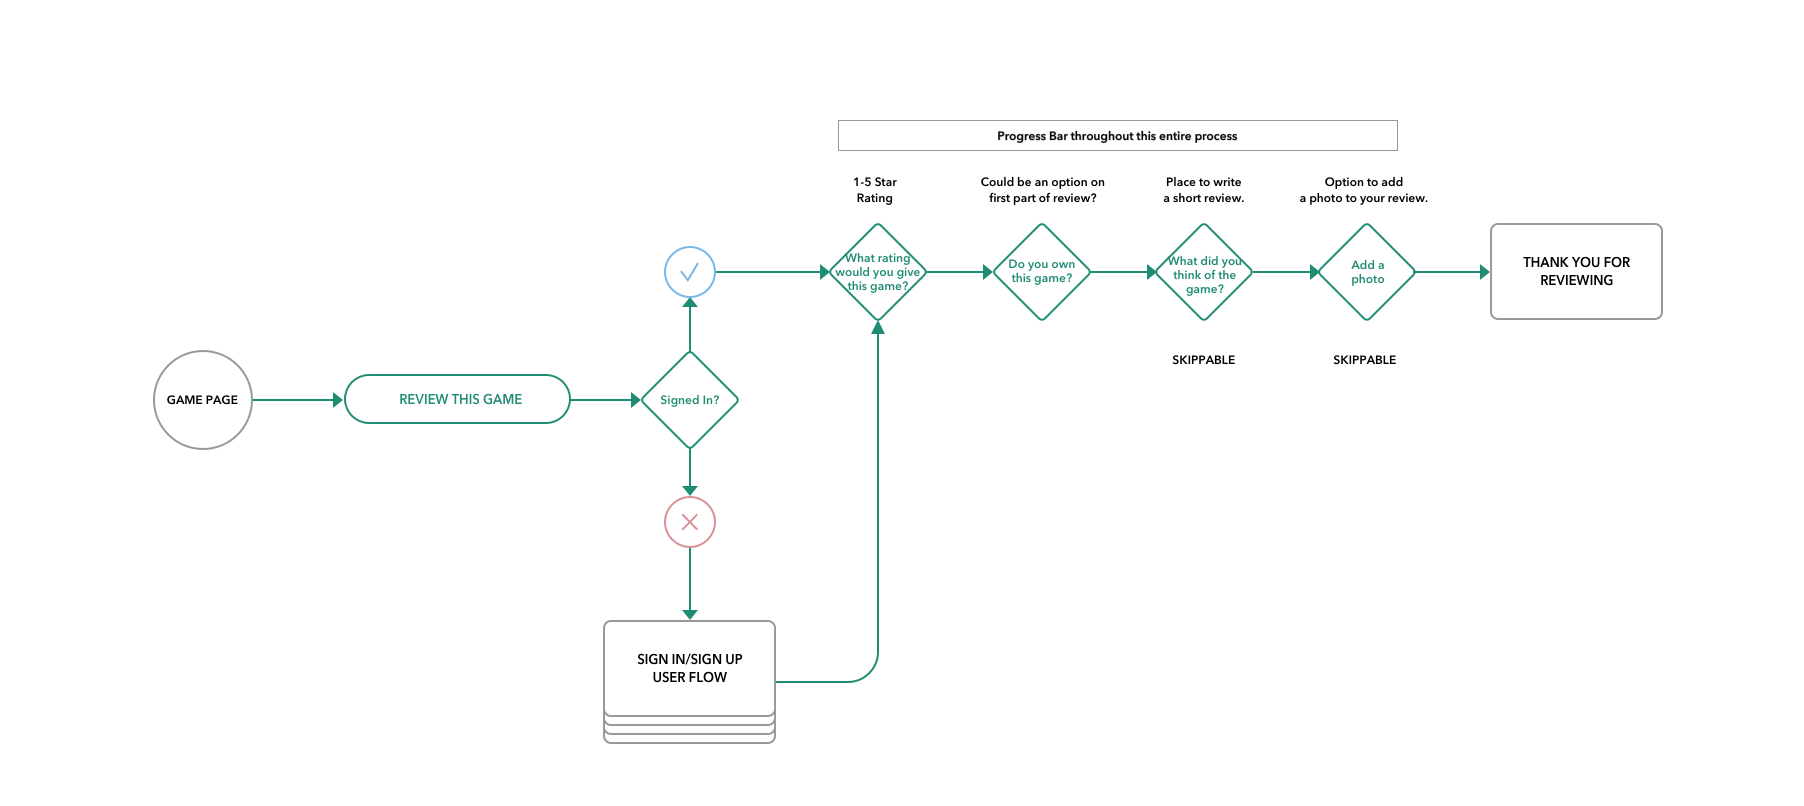 Progress Bar throughout this entire process
1-5 Star
Rating
Could be an option on
first part of review?
Place to write
a short review.
Option to add
a photo to your review.
What rating
would you give
this game?
Do you own
this game?
What did you
think of the
game?
Add a
photo
THANK YOU FOR
REVIEWING
SKIPPABLE
SKIPPABLE
GAME PAGE
REVIEW THIS GAME
Signed In?
SIGN IN/SIGN UP
USER FLOW